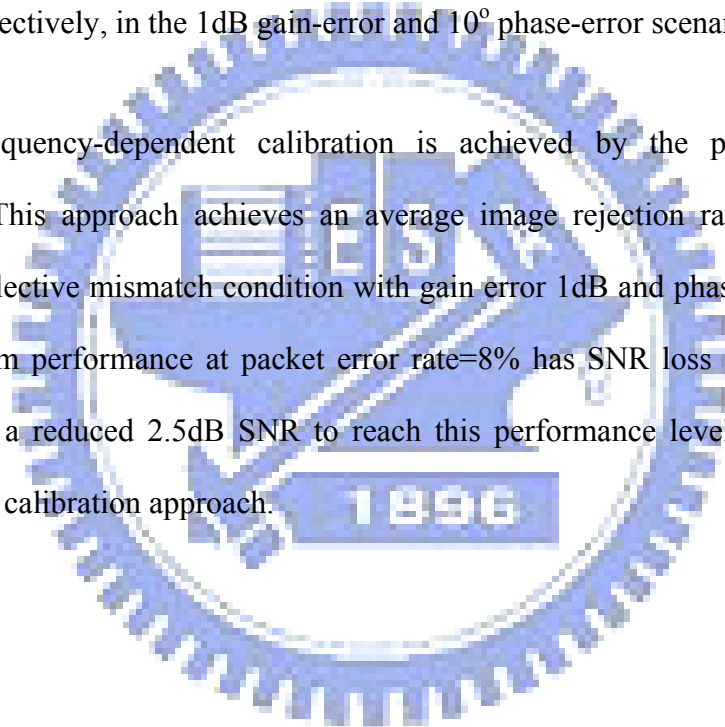 ectively, in the 1dB gain-error and 10° phase-error scenar
quency-dependent calibration is achieved by the p
This approach achieves an average image rejection ra
lective mismatch condition with gain error 1dB and phas
m performance at packet error rate=8% has SNR loss
a reduced 2.5dB SNR to reach this performance leve
calibration approach.
E S
1896